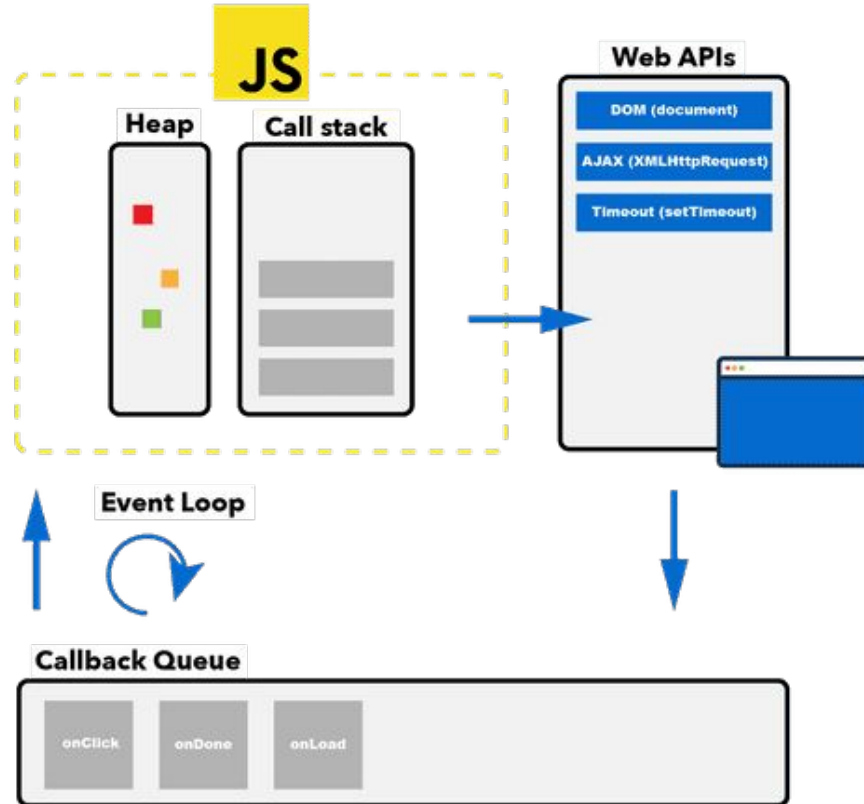 JS
Web APIs
Heap
Call stack
DOM (document)
AJAX (XMLHttpRequest)
Timeout (setTimeout)
Event Loop
Callback Queue
onClick
onDone
onLoad